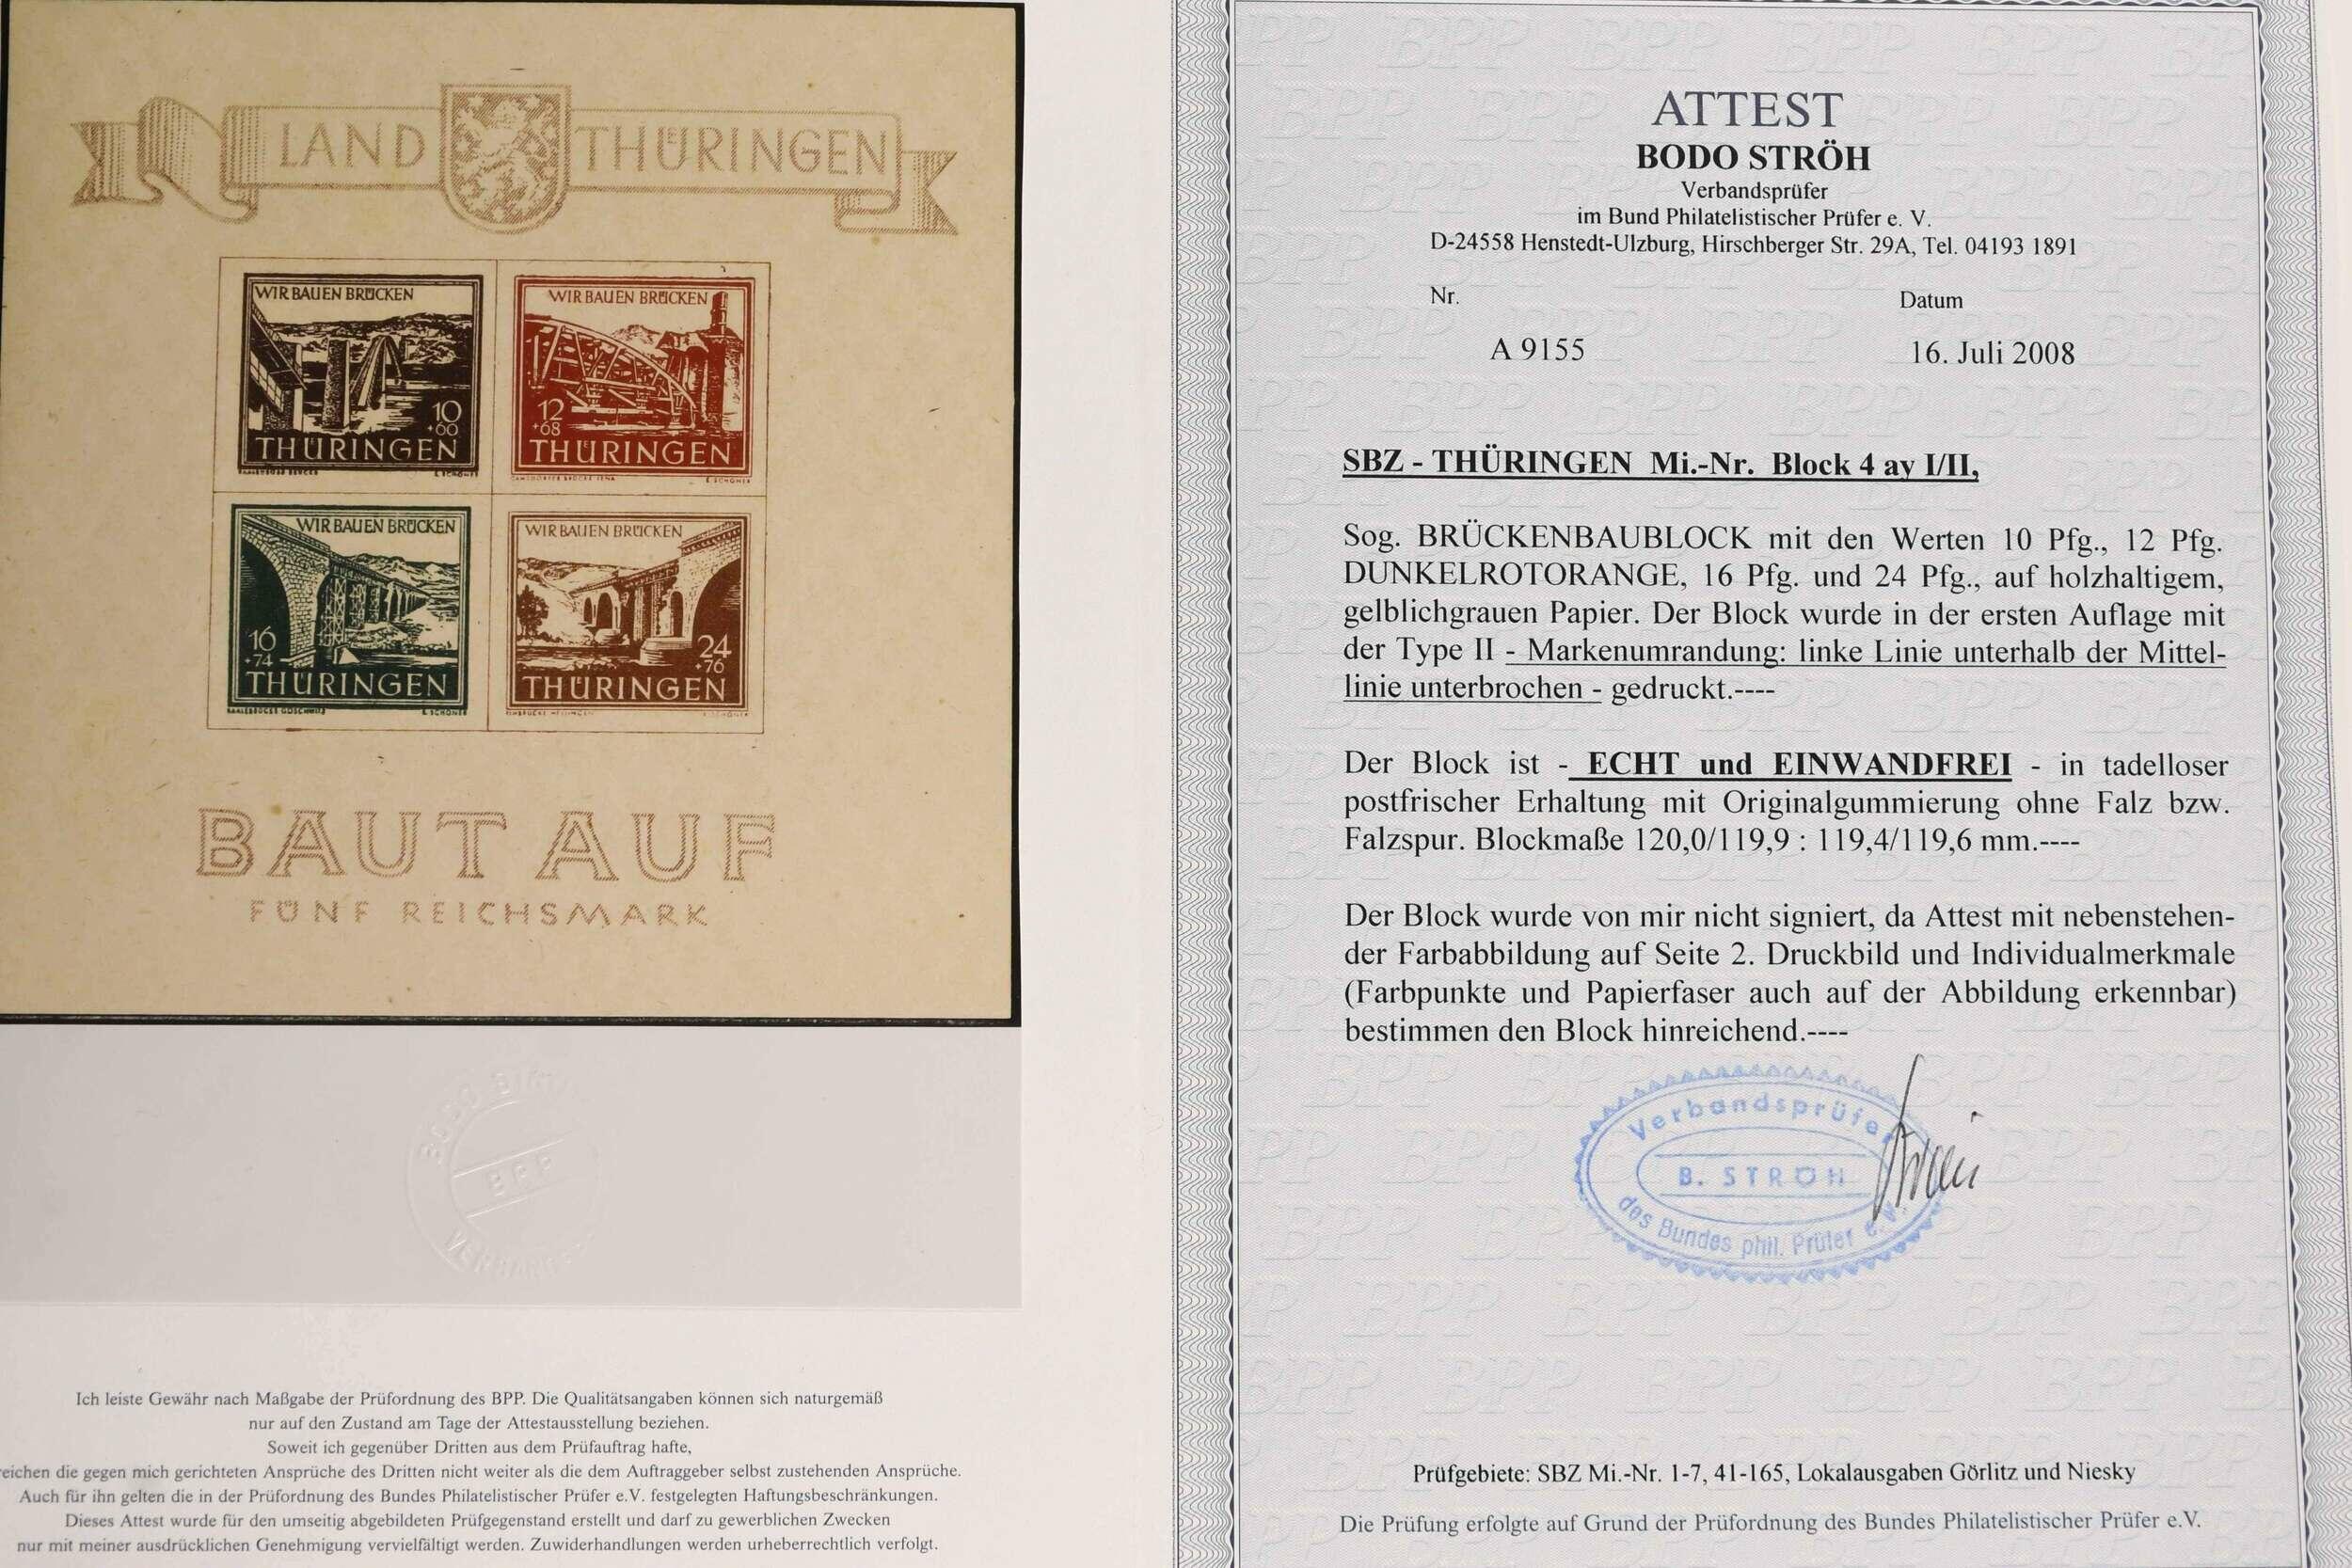 LAND THÜRINGEN
WIR BAUEN BRÜCKEN
10
+60
THÜRINGEN
E. SCHÖNER
WIR BAUEN BRÜCKEN
12
+68
THÜRINGEN
CAMSDORFER BRÜCKE JENA E. SCHÖNER
WIR BAUEN BRÜCKEN
16
+74
THÜRINGEN
SAALEBRÜCKE GÖSCHWITZ E. SCHÖNER
WIR BAUEN BRÜCKEN
24
+76
THÜRINGEN
BAUT AUF
FÜNF REICHSMARK
BODO
BPP
Ich leiste Gewähr nach Maßgabe der Prüfordnung des BPP. Die Qualitätsangaben können sich naturgemäß
nur auf den Zustand am Tage der Attestausstellung beziehen.
Soweit ich gegenüber Dritten aus dem Prüfauftrag hafte,
eichen die gegen mich gerichteten Ansprüche des Dritten nicht weiter als die dem Auftraggeber selbst zustehenden Ansprüche.
Auch für ihn gelten die in der Prüfordnung des Bundes Philatelistischer Prüfer e.V. festgelegten Haftungsbeschränkungen.
Dieses Attest wurde für den umseitig abgebildeten Prüfgegenstand erstellt und darf zu gewerblichen Zwecken
nur mit meiner ausdrücklichen Genehmigung vervielfältigt werden. Zuwiderhandlungen werden urheberrechtlich verfolgt.
ATTEST
BODO STRÖH
Verbandsprüfer
im Bund Philatelistischer Prüfer e. V.
D-24558 Henstedt-Ulzburg, Hirschberger Str. 29A, Tel. 04193 1891
Nr. Datum
A 9155 16. Juli 2008
SBZ - THÜRINGEN Mi.-Nr. Block 4 ay I/II,
Sog. BRÜCKENBAUBLOCK mit den Werten 10 Pfg., 12 Pfg.
DUNKELROTORANGE, 16 Pfg. und 24 Pfg., auf holzhaltigem,
gelblichgrauen Papier. Der Block wurde in der ersten Auflage mit
der Type II - Markenumrandung: linke Linie unterhalb der Mittel-
linie unterbrochen - gedruckt.----
Der Block ist - ECHT und EINWANDFREI - in tadelloser
postfrischer Erhaltung mit Originalgummierung ohne Falz bzw.
Falzspur. Blockmaße 120,0/119,9 : 119,4/119,6 mm.----
Der Block wurde von mir nicht signiert, da Attest mit nebenstehen-
der Farbabbildung auf Seite 2. Druckbild und Individualmerkmale
(Farbpunkte und Papierfaser auch auf der Abbildung erkennbar)
bestimmen den Block hinreichend.----
Verbandsprüfer
B. STRÖH
des Bundes phil. Prüfer e.V.
Prüfgebiete: SBZ Mi.-Nr. 1-7, 41-165, Lokalausgaben Görlitz und Niesky
Die Prüfung erfolgte auf Grund der Prüfordnung des Bundes Philatelistischer Prüfer e.V.